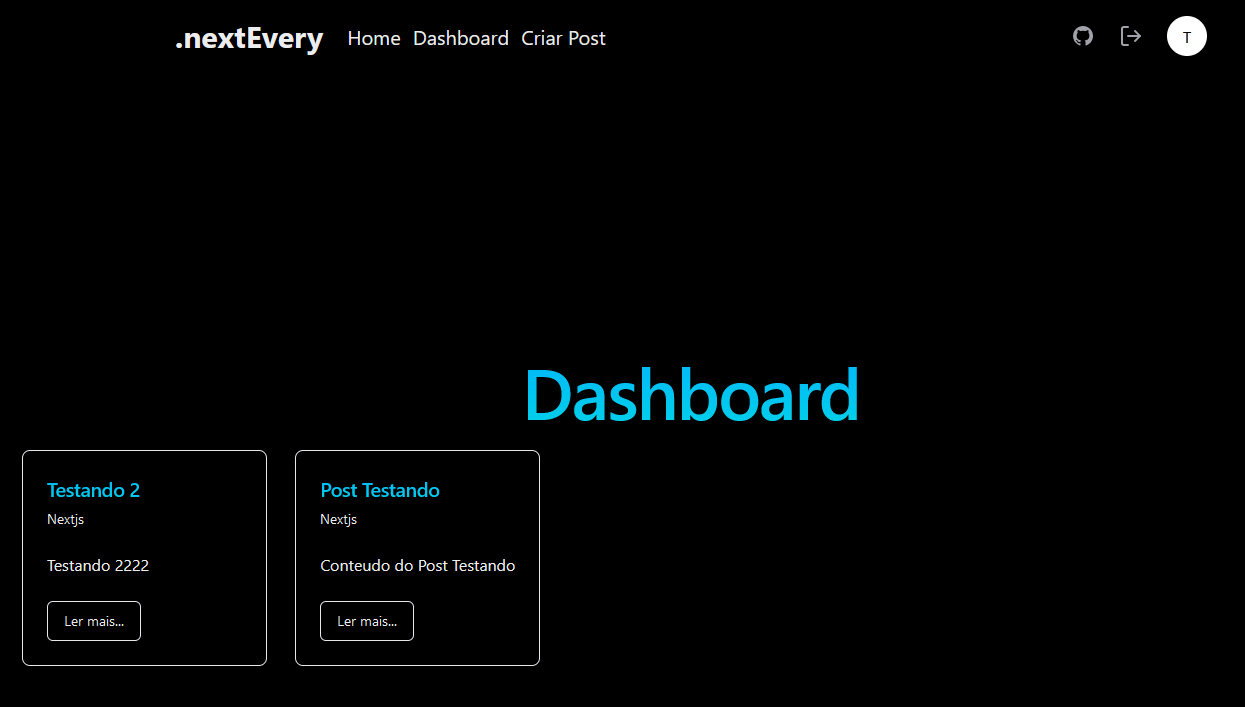 .nextEvery Home Dashboard Criar Post T
Dashboard
Testando 2
Nextjs
Testando 2222
Ler mais...
Post Testando
Nextjs
Conteudo do Post Testando
Ler mais...